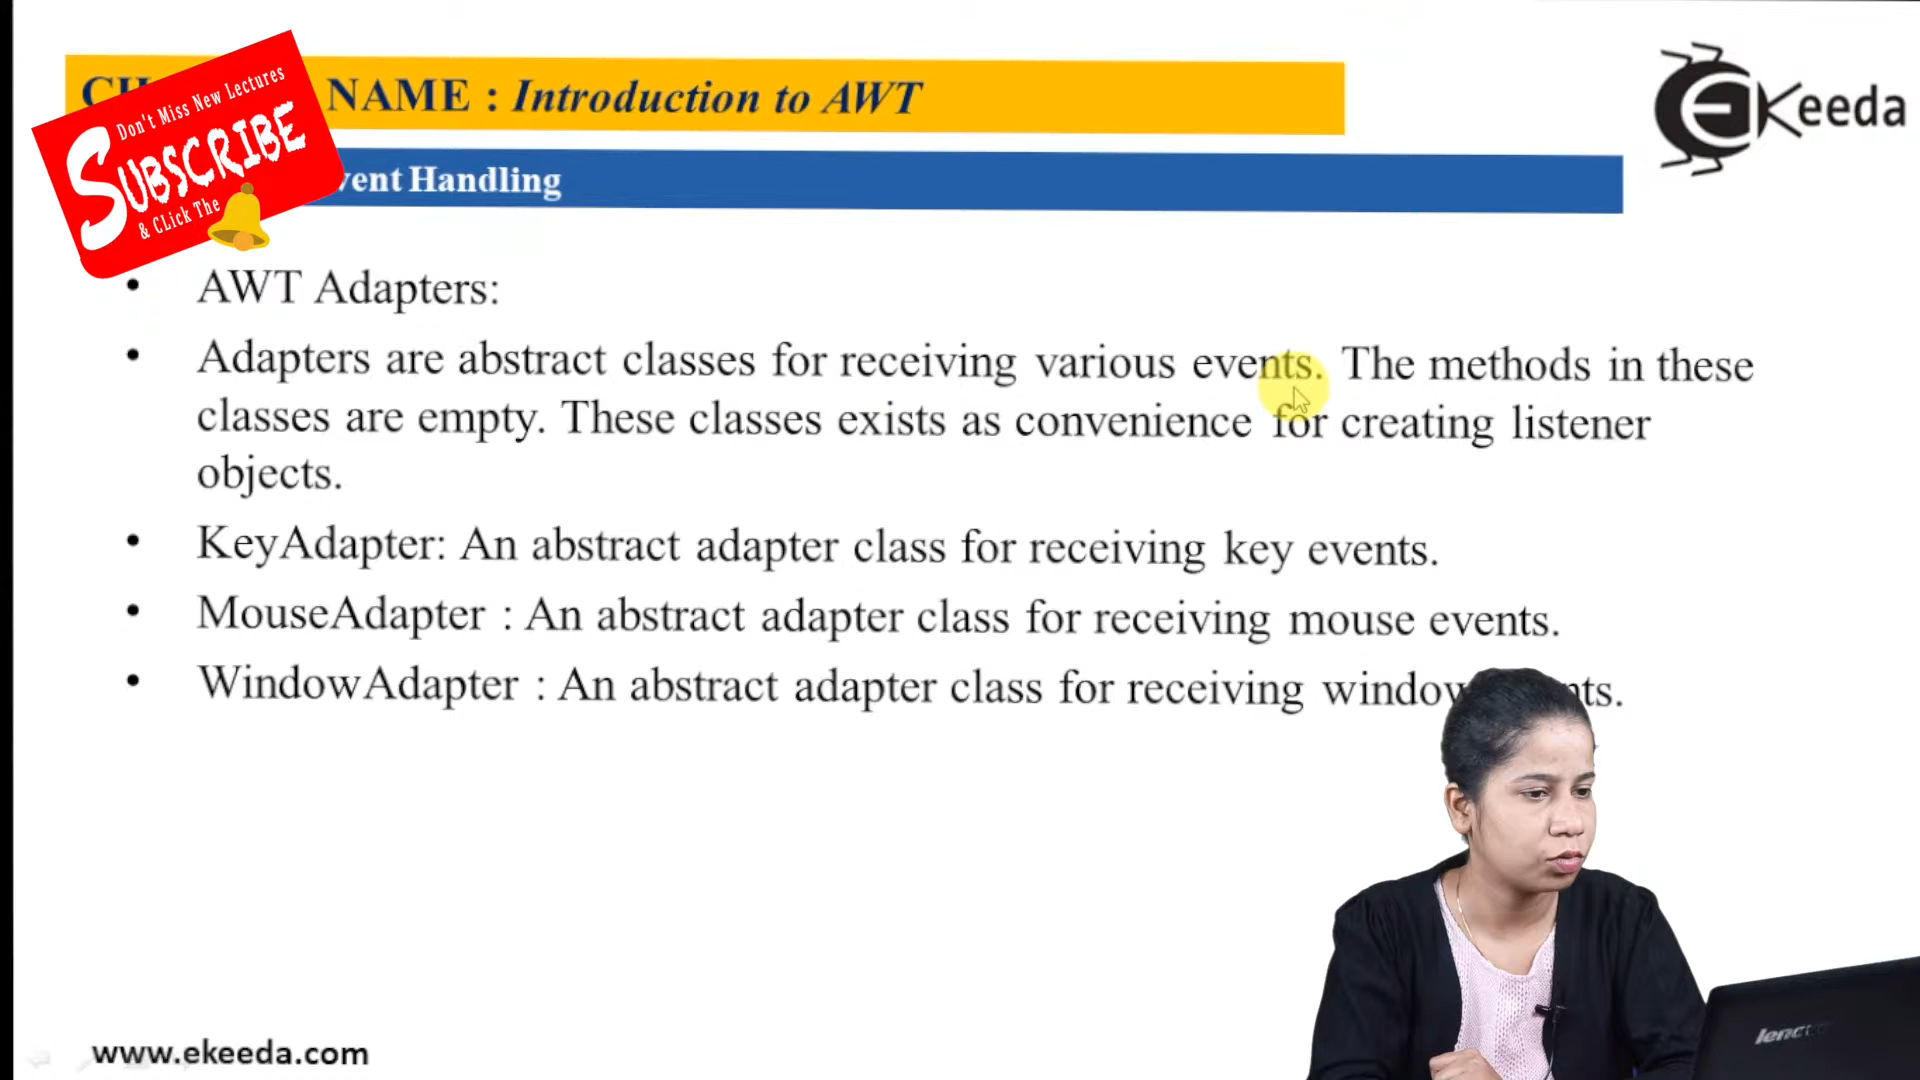 NAME : Introduction to AWT
Don't Miss New Lectures
SUBSCRIBE
& CLick The
EKeeda
Handling
• AWT Adapters:
• Adapters are abstract classes for receiving various events. The methods in these
classes are empty. These classes exists as convenience for creating listener
objects.
• KeyAdapter: An abstract adapter class for receiving key events.
• MouseAdapter : An abstract adapter class for receiving mouse events.
• WindowAdapter : An abstract adapter class for receiving
www.ekeeda.com